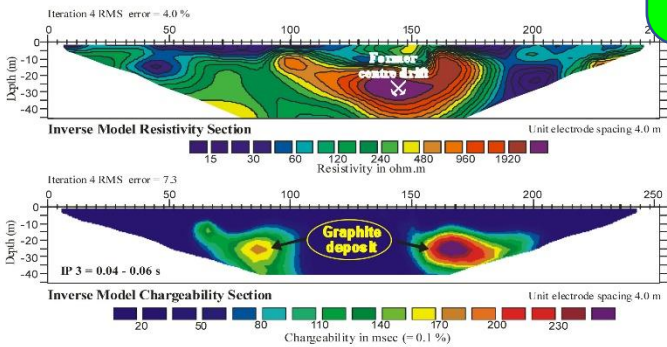 Iteration 4 RMS error = 4.0 %
0 50 100 150 200
Depth (m)
0
-10
-20
-30
-40
Former
centre drift
Inverse Model Resistivity Section
Unit electrode spacing 4.0 m
15 30 60 120 240 480 960 1920
Resistivity in ohm.m
Iteration 4 RMS error = 7.3
0 50 100 150 200 250
Depth (m)
0
-10
-20
-30
-40
Graphite
deposit
IP 3 = 0.04 - 0.06 s
Inverse Model Chargeability Section
Unit electrode spacing 4.0 m
20 50 80 110 140 170 200 230
Chargeability in msec (= 0.1 %)